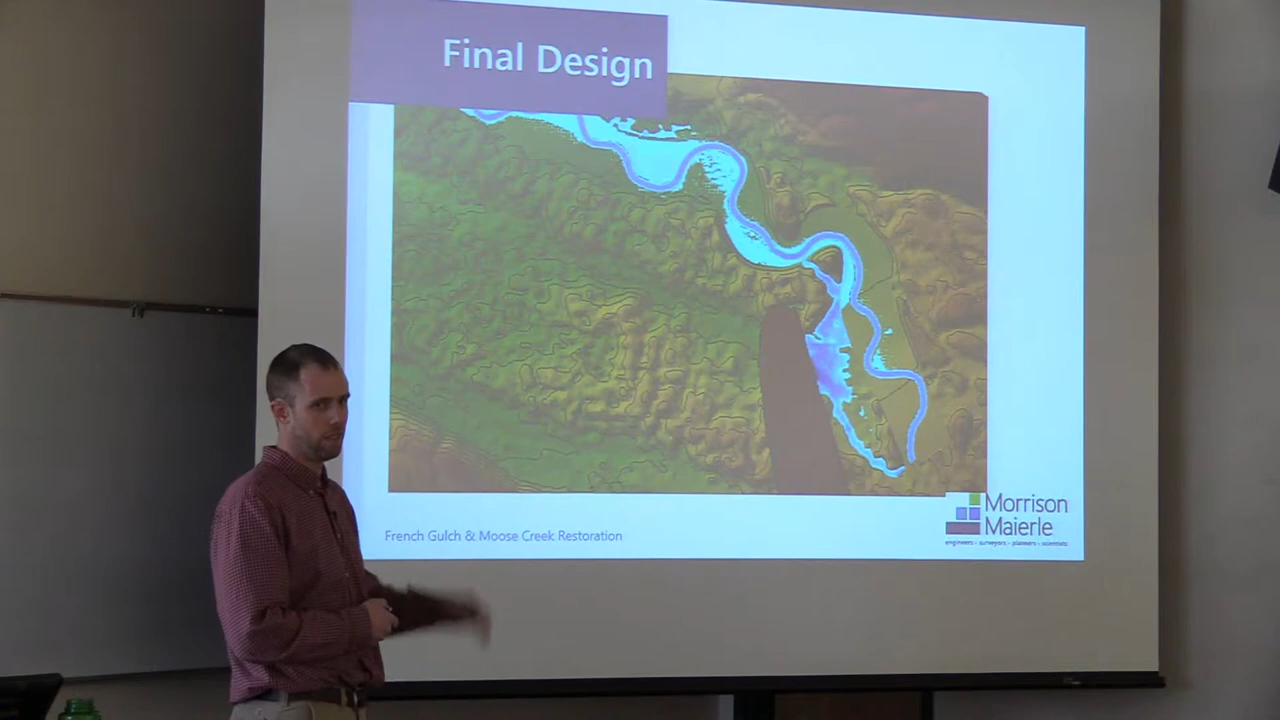 Final Design
French Gulch & Moose Creek Restoration
Morrison
Maierle
engineers - surveyors - planners - scientists